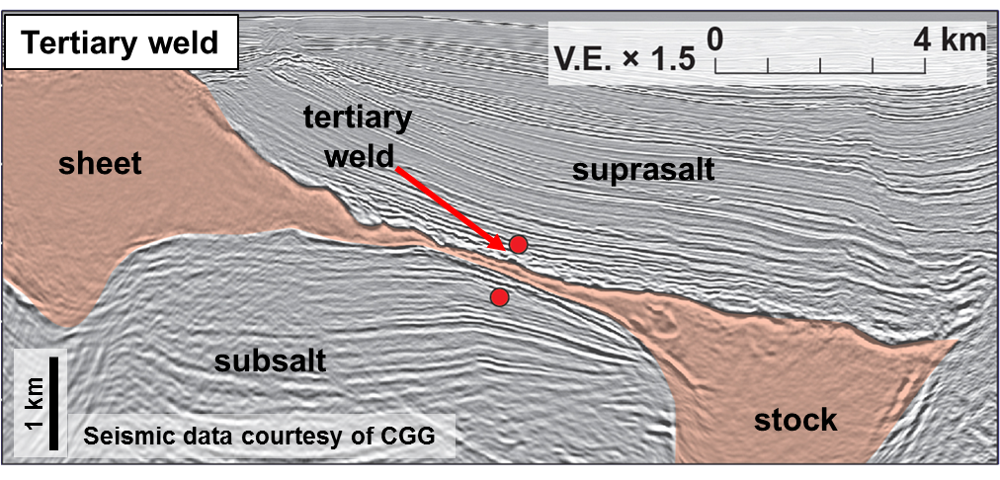 Tertiary weld
V.E. × 1.5
0 4 km
tertiary
weld
sheet
suprasalt
subsalt
1 km
Seismic data courtesy of CGG
stock